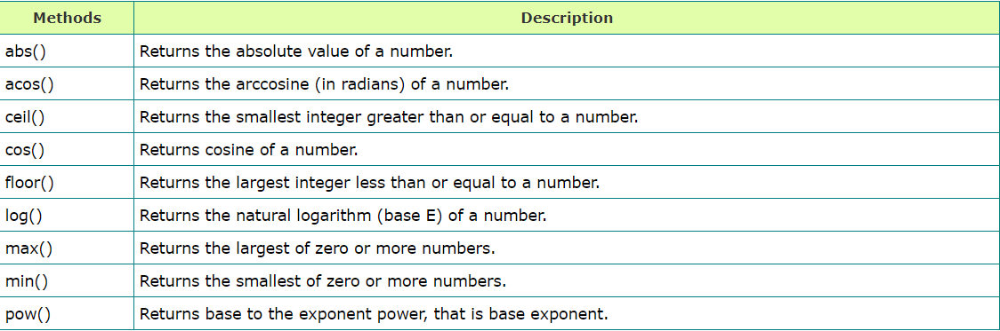 Methods Description
abs() Returns the absolute value of a number.
acos() Returns the arccosine (in radians) of a number.
ceil() Returns the smallest integer greater than or equal to a number.
cos() Returns cosine of a number.
floor() Returns the largest integer less than or equal to a number.
log() Returns the natural logarithm (base E) of a number.
max() Returns the largest of zero or more numbers.
min() Returns the smallest of zero or more numbers.
pow() Returns base to the exponent power, that is base exponent.